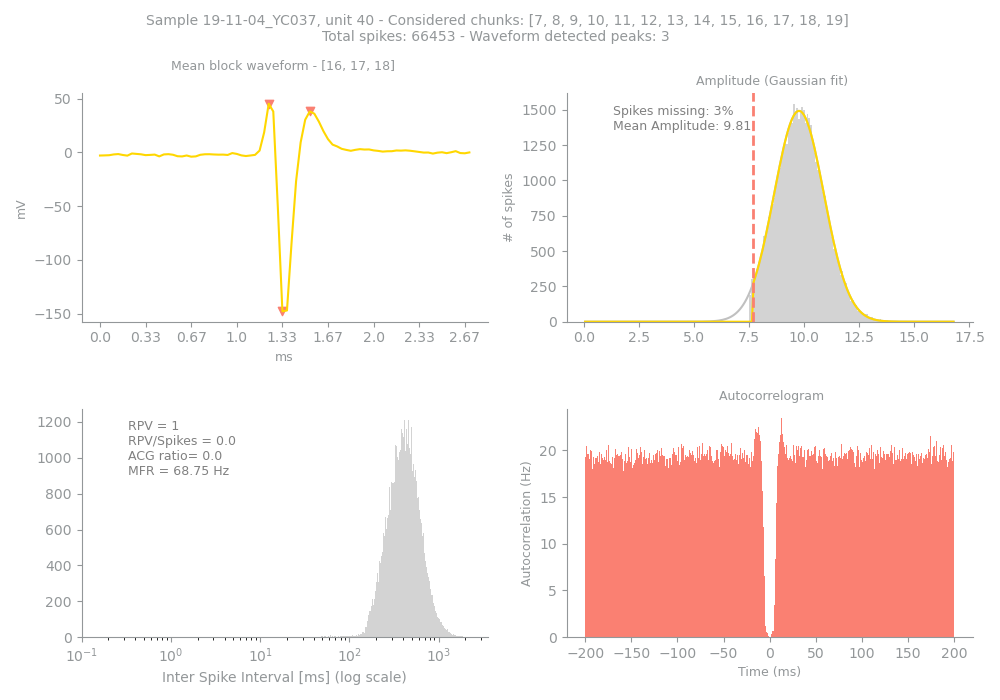 Sample 19-11-04_YC037, unit 40 - Considered chunks: [7, 8, 9, 10, 11, 12, 13, 14, 15, 16, 17, 18, 19]
Total spikes: 66453 - Waveform detected peaks: 3
Mean block waveform - [16, 17, 18]
50
0
−50
−100
−150
mV
0.0 0.33 0.67 1.0 1.33 1.67 2.0 2.33 2.67
ms
Amplitude (Gaussian fit)
Spikes missing: 3%
Mean Amplitude: 9.81
1500
1250
1000
750
500
250
0
# of spikes
0.0 2.5 5.0 7.5 10.0 12.5 15.0 17.5
RPV = 1
RPV/Spikes = 0.0
ACG ratio= 0.0
MFR = 68.75 Hz
1200
1000
800
600
400
200
0
10⁻¹ 10⁰ 10¹ 10² 10³
Inter Spike Interval [ms] (log scale)
Autocorrelogram
20
15
10
5
0
Autocorrelation (Hz)
−200 −150 −100 −50 0 50 100 150 200
Time (ms)